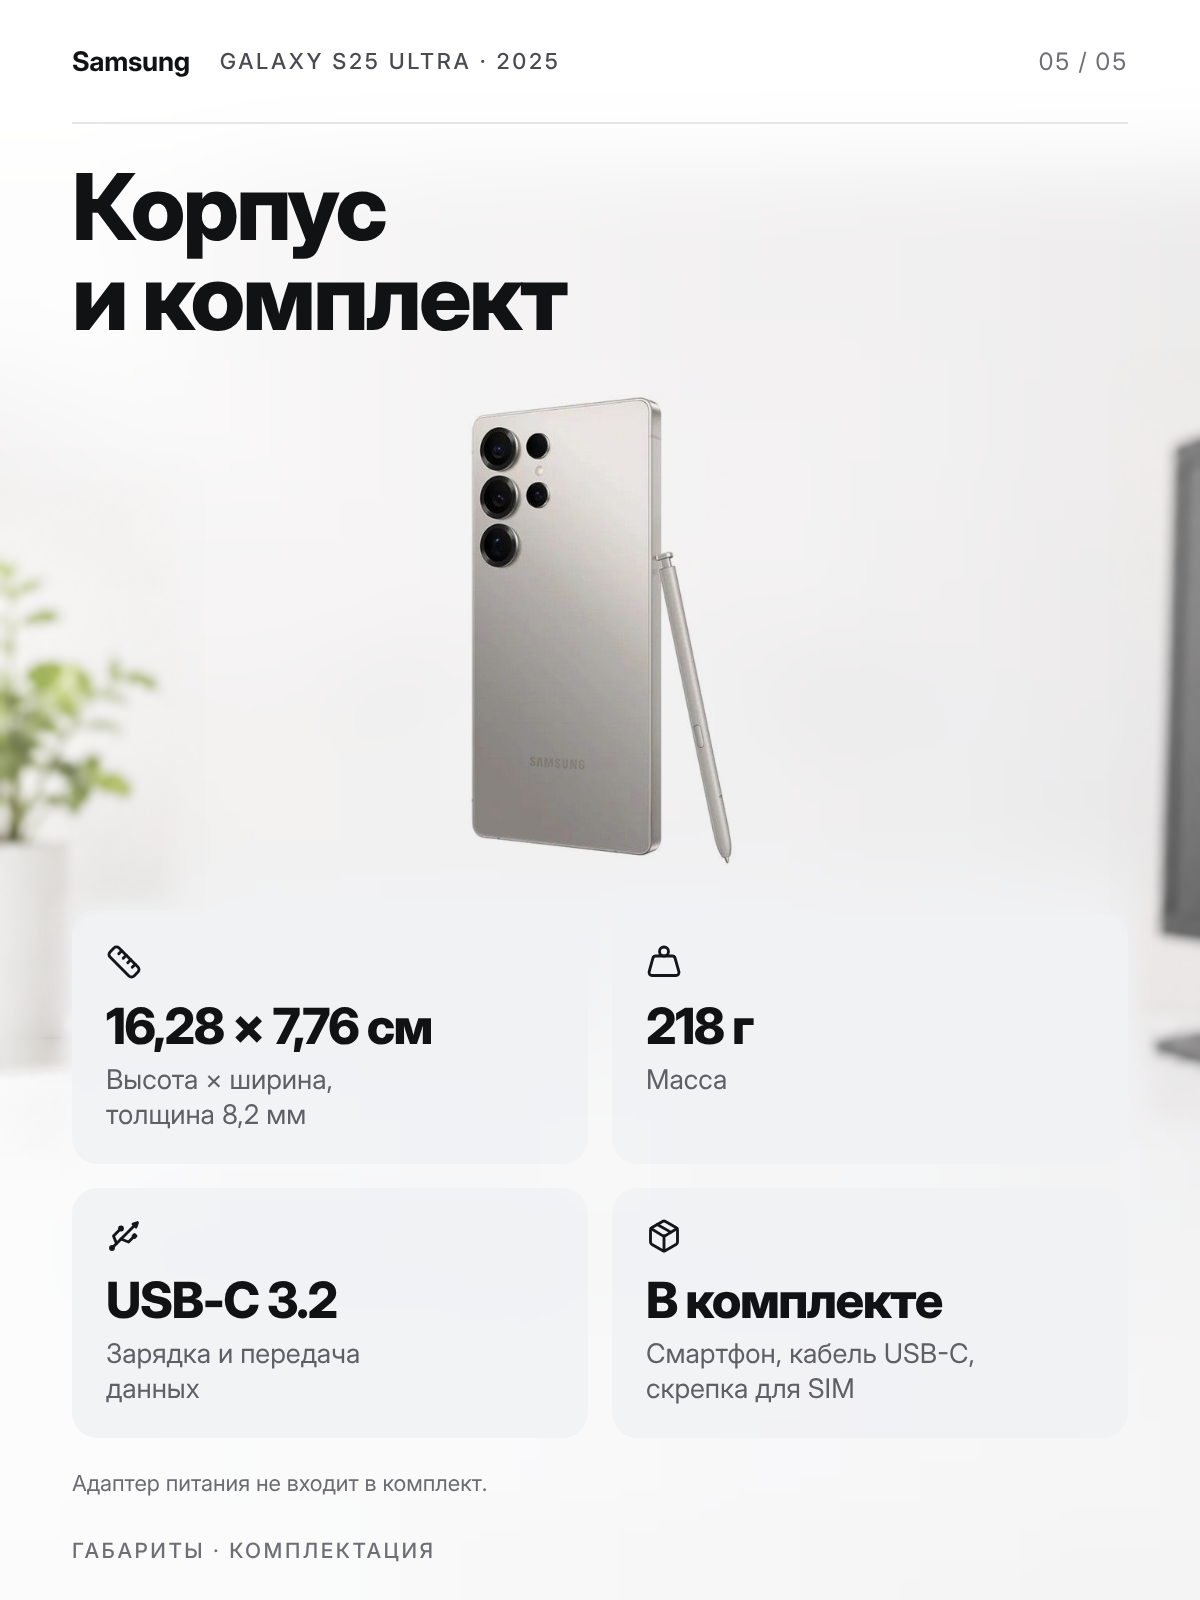 Samsung GALAXY S25 ULTRA · 2025 05 / 05
Корпус
и комплект
SAMSUNG
16,28 × 7,76 см
Высота × ширина,
толщина 8,2 мм
218 г
Масса
USB-C 3.2
Зарядка и передача
данных
В комплекте
Смартфон, кабель USB-C,
скрепка для SIM
Адаптер питания не входит в комплект.
ГАБАРИТЫ · КОМПЛЕКТАЦИЯ